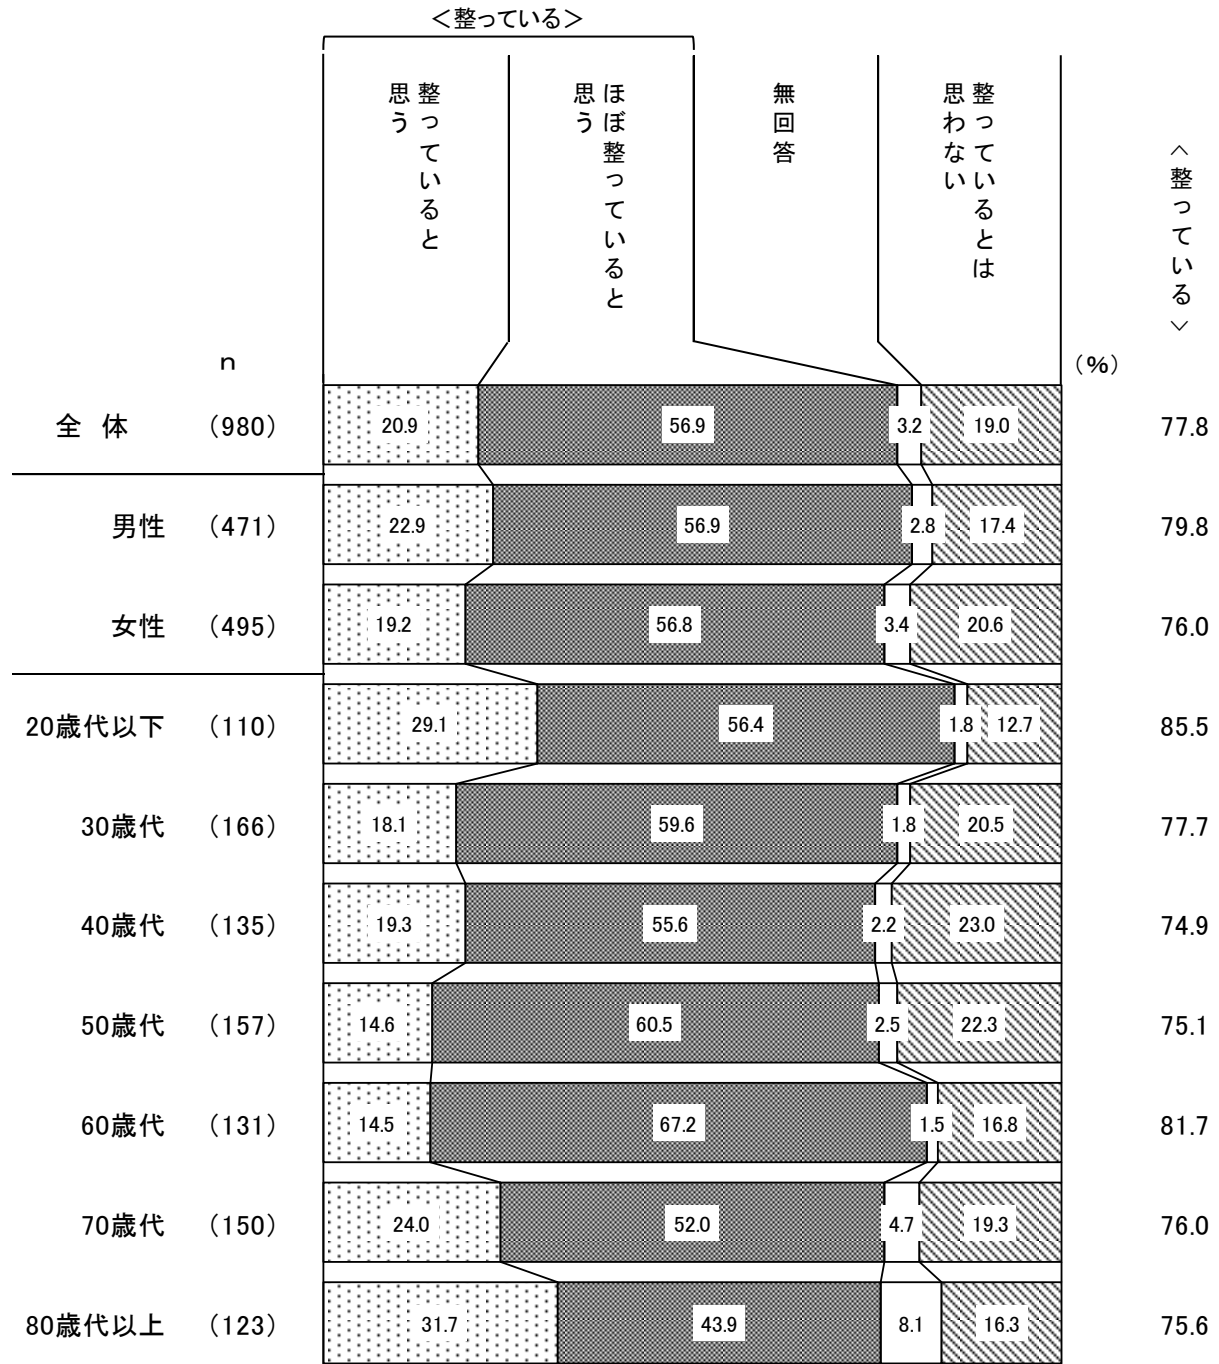 ＜整っている＞
整っていると
思う
ほぼ整っていると
思う
無回答
整っているとは
思わない
＜整っている＞
n
（％）
全 体 （980） 20.9 56.9 3.2 19.0 77.8
男性 （471） 22.9 56.9 2.8 17.4 79.8
女性 （495） 19.2 56.8 3.4 20.6 76.0
20歳代以下 （110） 29.1 56.4 1.8 12.7 85.5
30歳代 （166） 18.1 59.6 1.8 20.5 77.7
40歳代 （135） 19.3 55.6 2.2 23.0 74.9
50歳代 （157） 14.6 60.5 2.5 22.3 75.1
60歳代 （131） 14.5 67.2 1.5 16.8 81.7
70歳代 （150） 24.0 52.0 4.7 19.3 76.0
80歳代以上 （123） 31.7 43.9 8.1 16.3 75.6